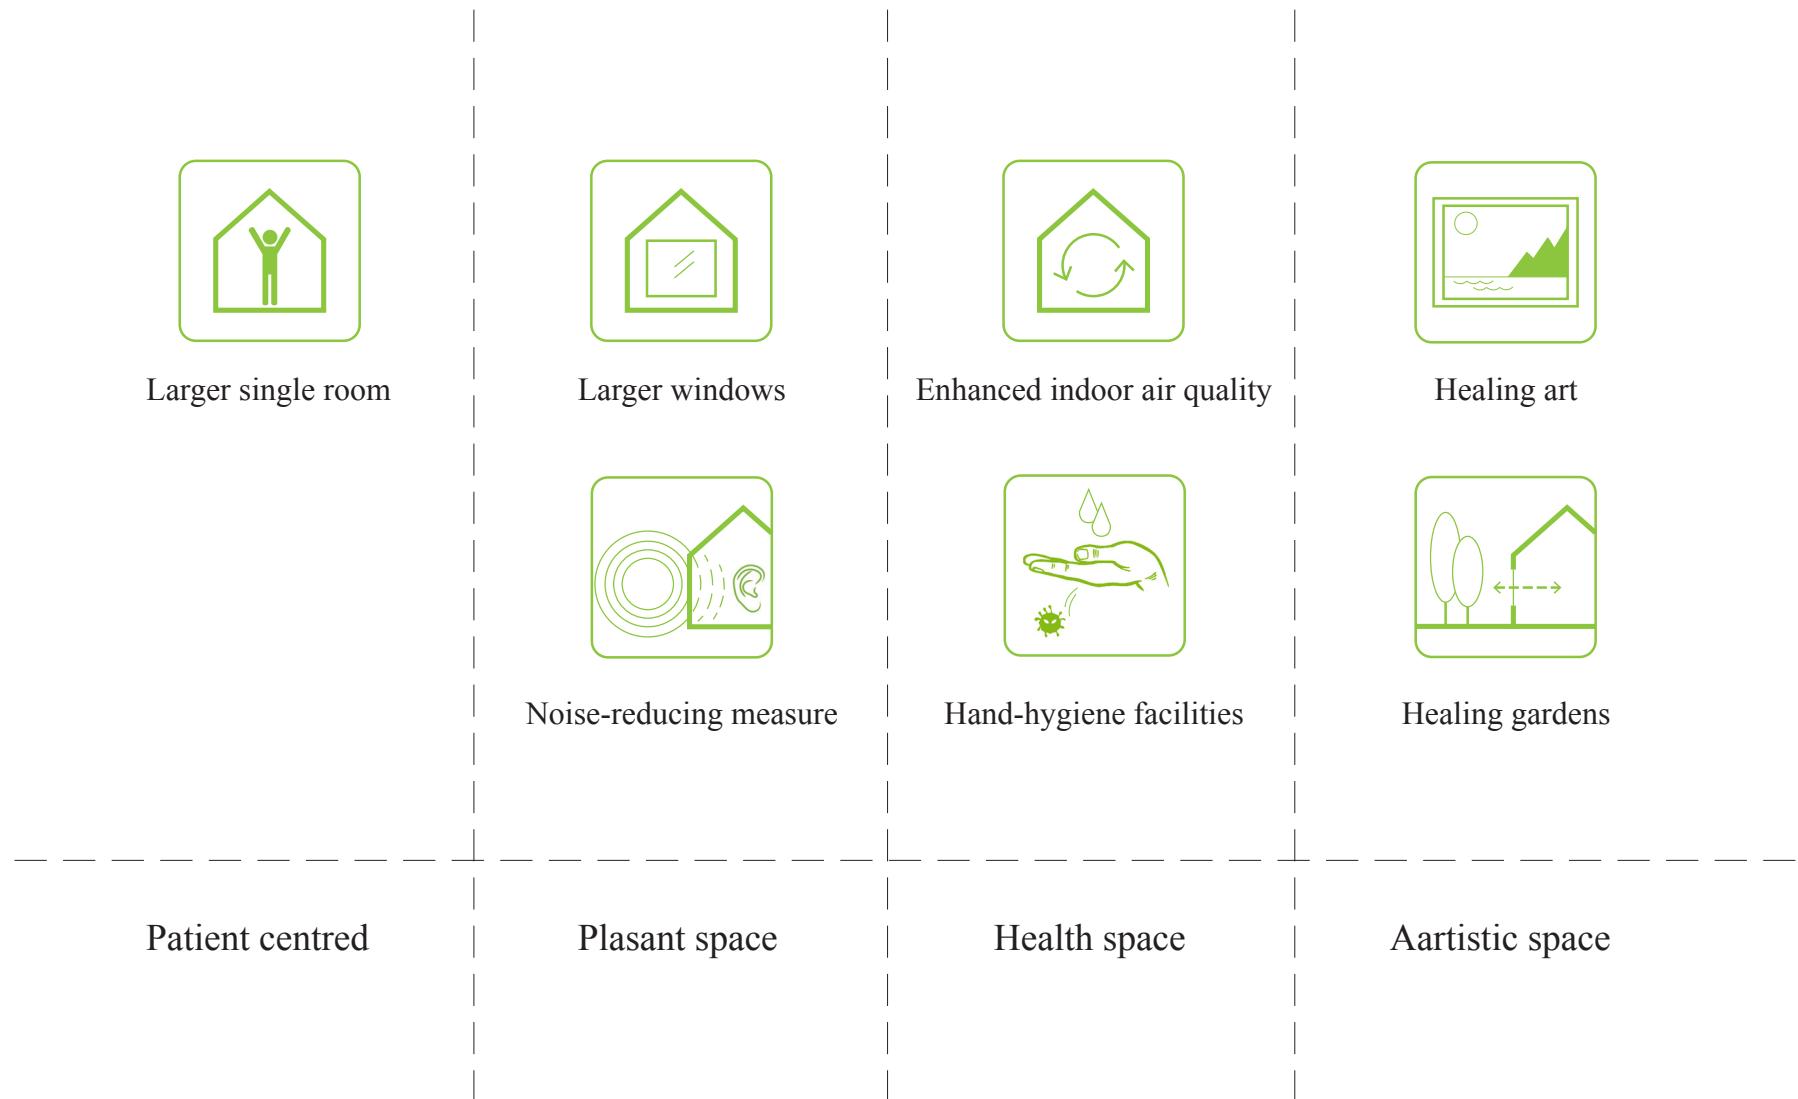 Larger single room
Larger windows
Enhanced indoor air quality
Healing art
Noise-reducing measure
Hand-hygiene facilities
Healing gardens
Patient centred
Plasant space
Health space
Aartistic space